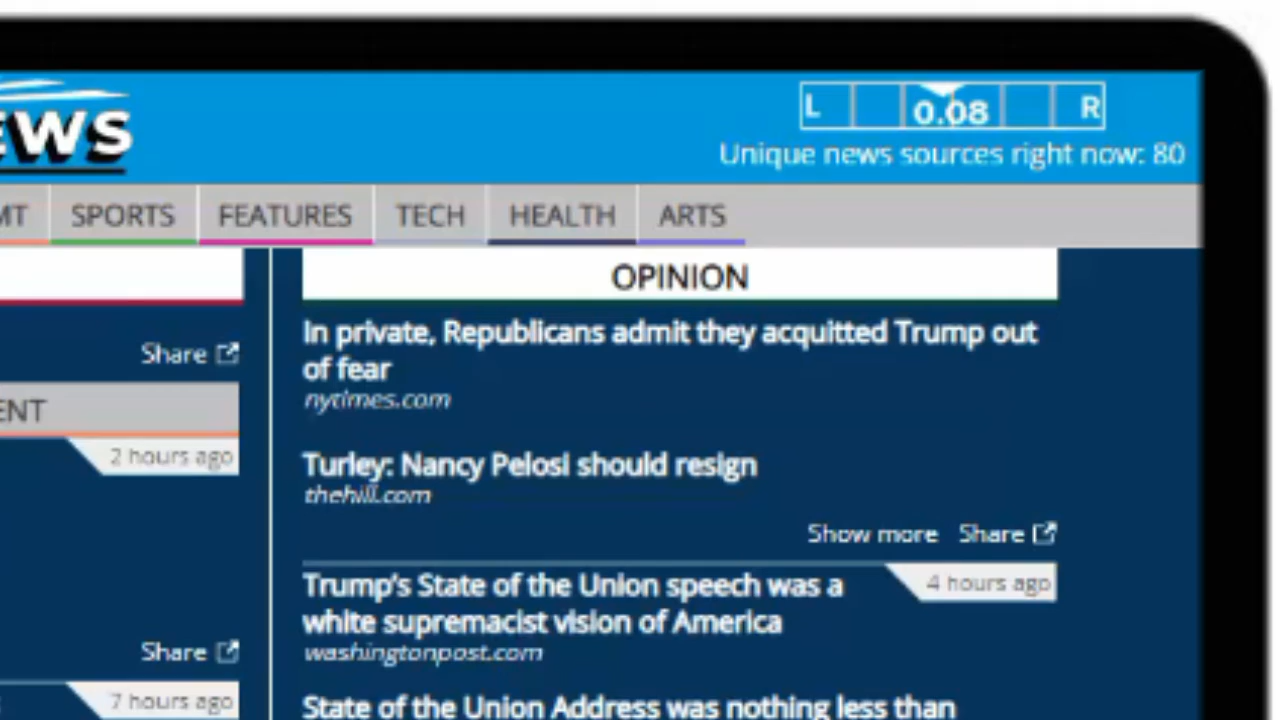 EWS
L 0.08 R
Unique news sources right now: 80
MT SPORTS FEATURES TECH HEALTH ARTS
OPINION
In private, Republicans admit they acquitted Trump out
of fear
nytimes.com
Share
ENT
2 hours ago
Turley: Nancy Pelosi should resign
thehill.com
Show more Share
Trump's State of the Union speech was a
4 hours ago
white supremacist vision of America
washingtonpost.com
Share
7 hours ago
State of the Union Address was nothing less than